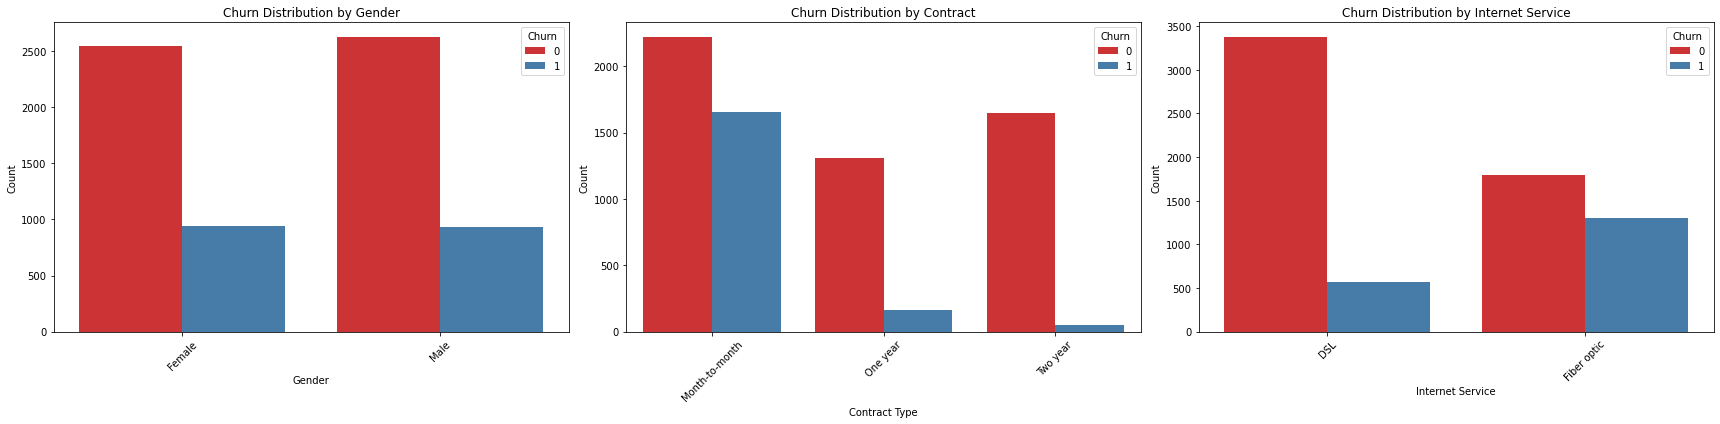 Churn Distribution by Gender
Churn
0
1
2500
2000
1500
1000
500
0
Count
Female
Male
Gender
Churn Distribution by Contract
Churn
0
1
2000
1500
1000
500
0
Count
Month-to-month
One year
Two year
Contract Type
Churn Distribution by Internet Service
Churn
0
1
3500
3000
2500
2000
1500
1000
500
0
Count
DSL
Fiber optic
Internet Service